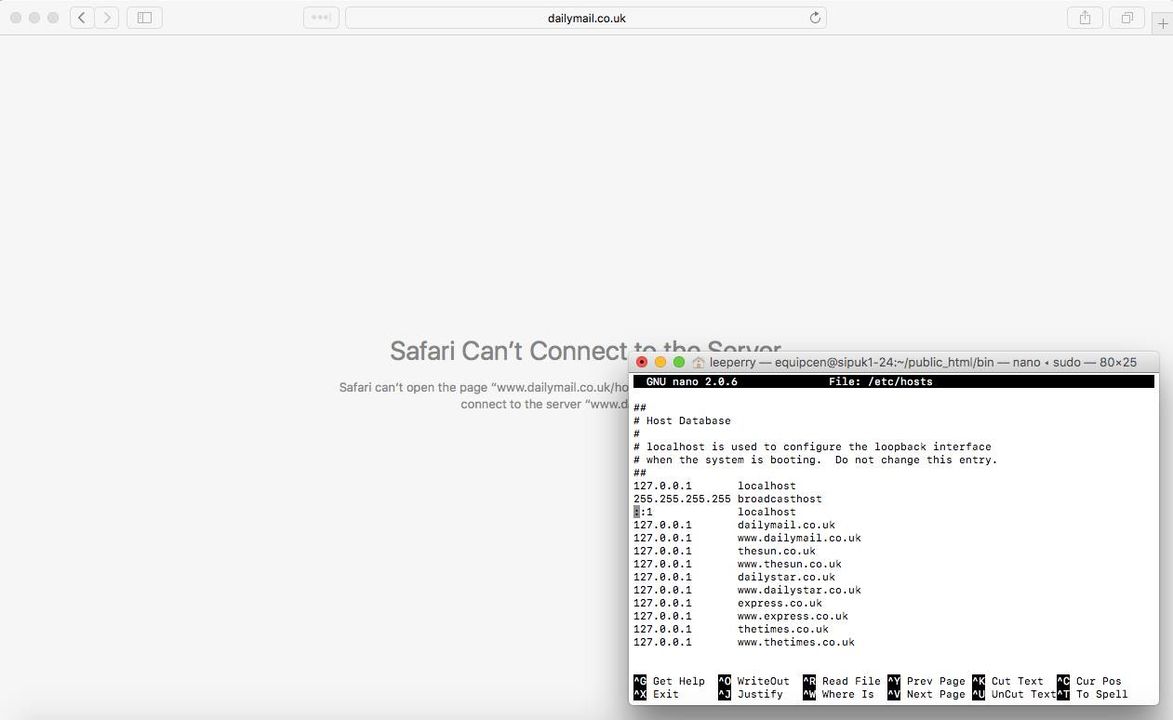 dailymail.co.uk
Safari Can't Connect to the Server
Safari can't open the page “www.dailymail.co.uk/ho
connect to the server “www.d
leeperry — equipcen@sipuk1-24:~/public_html/bin — nano ◂ sudo — 80×25
GNU nano 2.0.6 File: /etc/hosts
##
# Host Database
#
# localhost is used to configure the loopback interface
# when the system is booting.  Do not change this entry.
##
127.0.0.1 localhost
255.255.255.255 broadcasthost
::1 localhost
127.0.0.1 dailymail.co.uk
127.0.0.1 www.dailymail.co.uk
127.0.0.1 thesun.co.uk
127.0.0.1 www.thesun.co.uk
127.0.0.1 dailystar.co.uk
127.0.0.1 www.dailystar.co.uk
127.0.0.1 express.co.uk
127.0.0.1 www.express.co.uk
127.0.0.1 thetimes.co.uk
127.0.0.1 www.thetimes.co.uk
^G Get Help ^O WriteOut ^R Read File ^Y Prev Page ^K Cut Text ^C Cur Pos
^X Exit ^J Justify ^W Where Is ^V Next Page ^U UnCut Text ^T To Spell